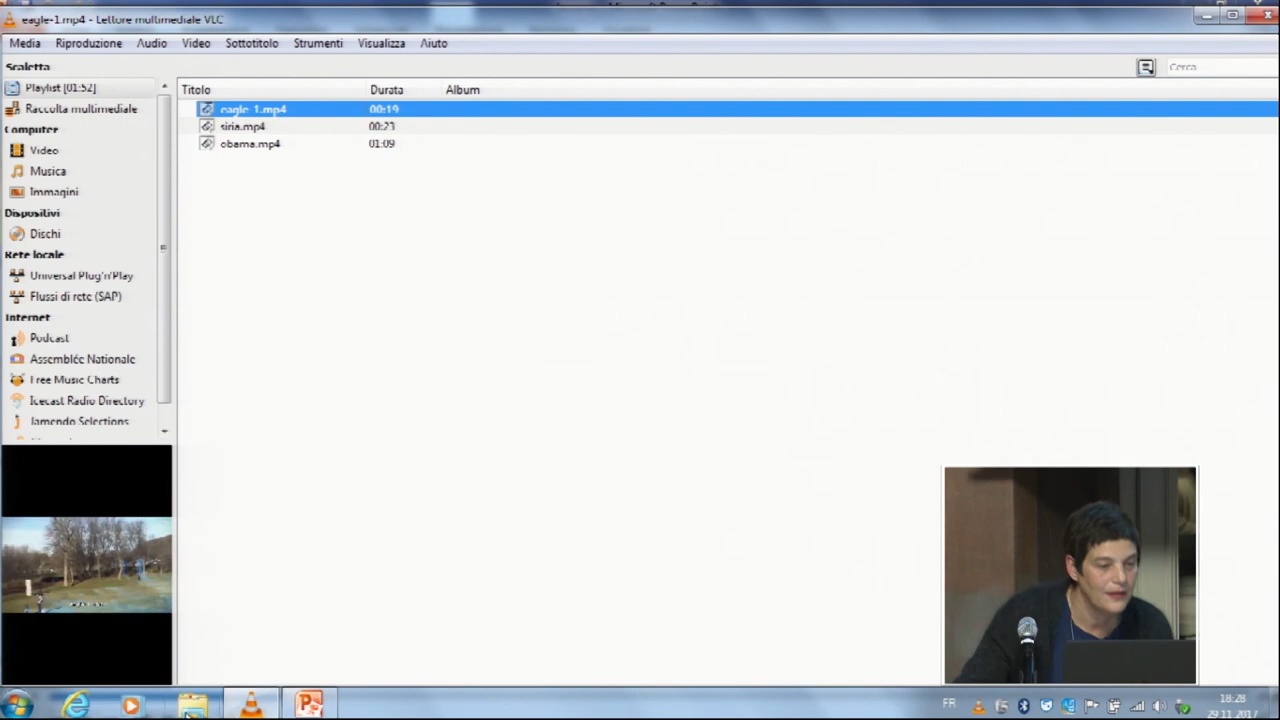 eagle-1.mp4 - Lettore multimediale VLC
Media Riproduzione Audio Video Sottotitolo Strumenti Visualizza Aiuto
Scaletta
Cerca
Playlist [01:52]
Raccolta multimediale
Computer
Video
Musica
Immagini
Dispositivi
Dischi
Rete locale
Universal Plug'n'Play
Flussi di rete (SAP)
Internet
Podcast
Assemblée Nationale
Free Music Charts
Icecast Radio Directory
Jamendo Selections
Titolo Durata Album
eagle-1.mp4 00:19
siria.mp4 00:23
obama.mp4 01:09
FR
18:28
29.11.2017